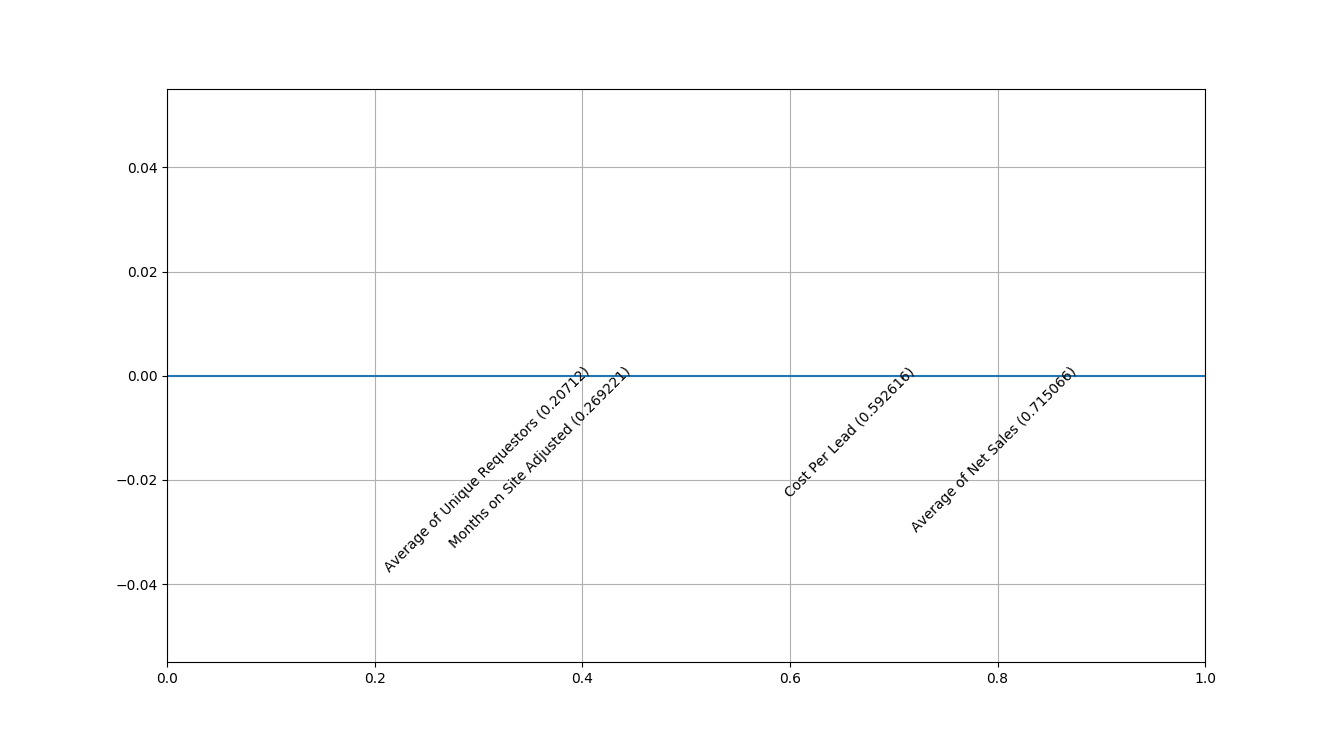 0.04
0.02
0.00
−0.02
−0.04
Average of Unique Requestors (0.20712)
Months on Site Adjusted (0.269221)
Cost Per Lead (0.592616)
Average of Net Sales (0.715066)
0.0 0.2 0.4 0.6 0.8 1.0